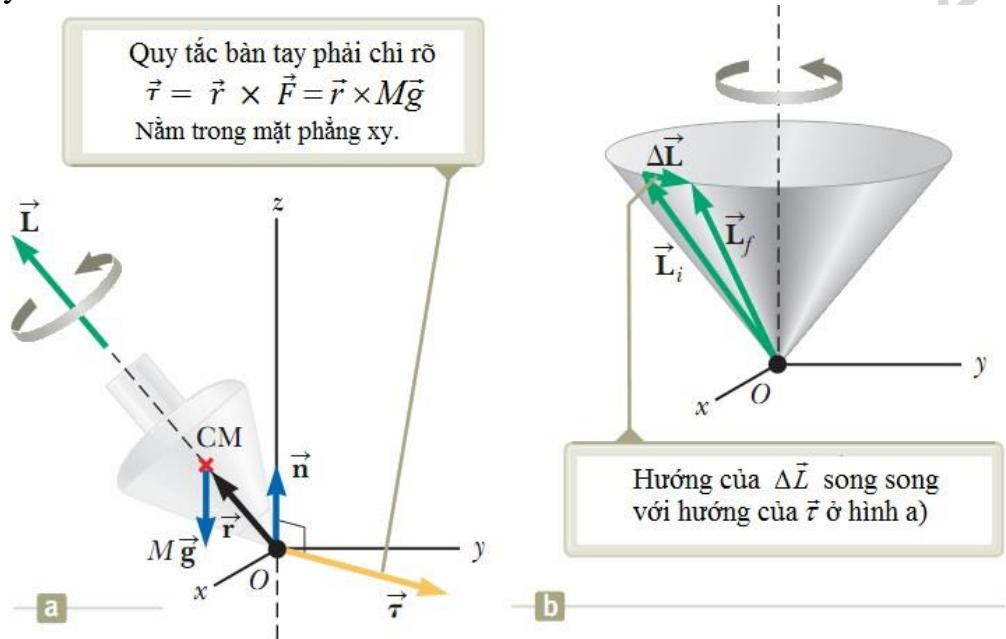 y
Quy tắc bàn tay phải chỉ rõ
$\vec{\tau} = \vec{r} \times \vec{F} = \vec{r} \times M\vec{g}$
Nằm trong mặt phẳng xy.
$\vec{L}$
z
CM
$\vec{n}$
$\vec{r}$
$M\vec{g}$
y
x
O
$\vec{\tau}$
a
$\Delta\vec{L}$
$\vec{L}_f$
$\vec{L}_i$
y
x
O
Hướng của $\Delta\vec{L}$ song song
với hướng của $\vec{\tau}$ ở hình a)
b